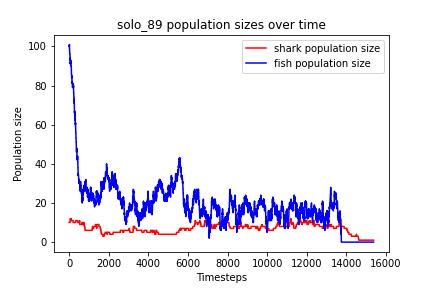 solo_89 population sizes over time
shark population size
fish population size
Population size
100
80
60
40
20
0
0 2000 4000 6000 8000 10000 12000 14000 16000
Timesteps